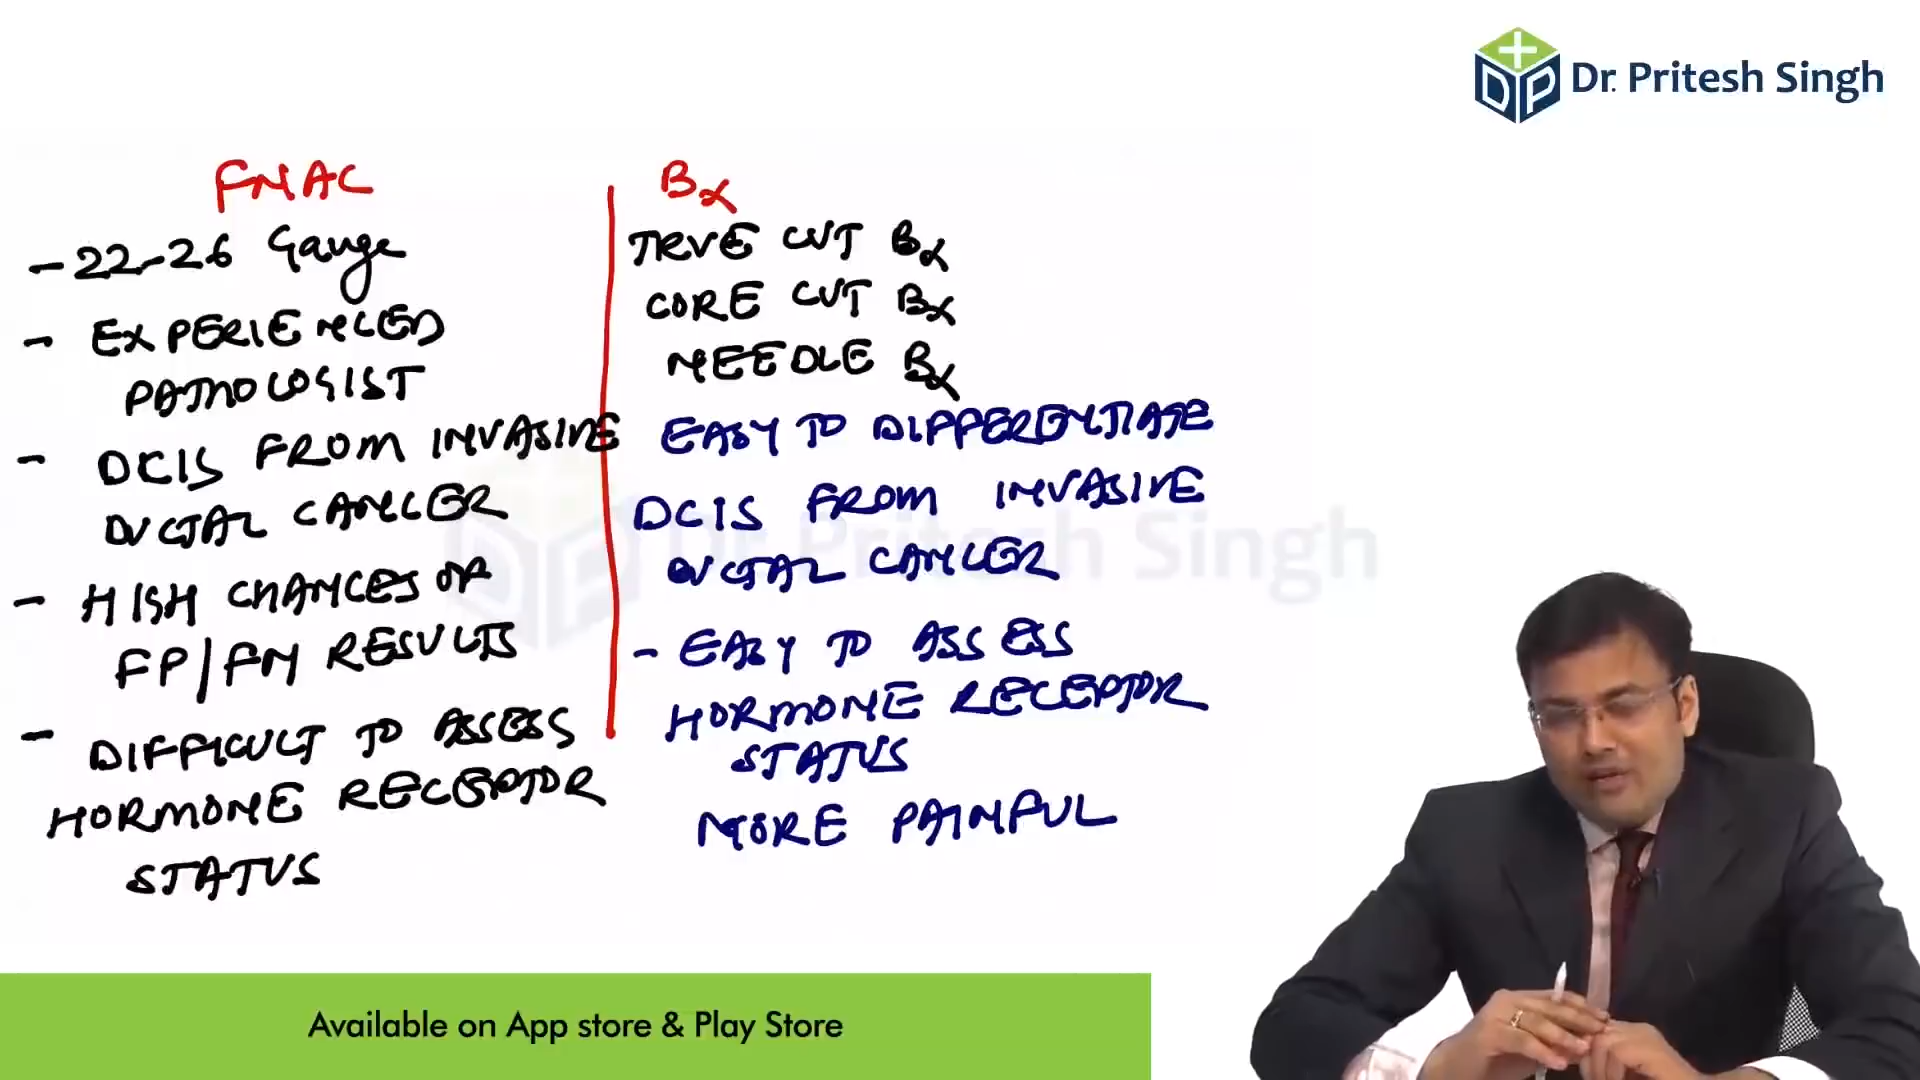 Dr. Pritesh Singh
FNAC
- 22-26 Gauge
- EXPERIENCED
PATHOLOGIST
- DCIS FROM INVASIVE
DUCTAL CANCER
- HIGH CHANCES OF
FP/FN RESULTS
- DIFFICULT TO ASSESS
HORMONE RECEPTOR
STATUS
Bx
TRUE CUT Bx
CORE CUT Bx
NEEDLE Bx
EASY TO DIFFERENTIATE
DCIS FROM INVASIVE
DUCTAL CANCER
- EASY TO ASSESS
HORMONE RECEPTOR
STATUS
MORE PAINFUL
Dr. Pritesh Singh
Available on App store & Play Store